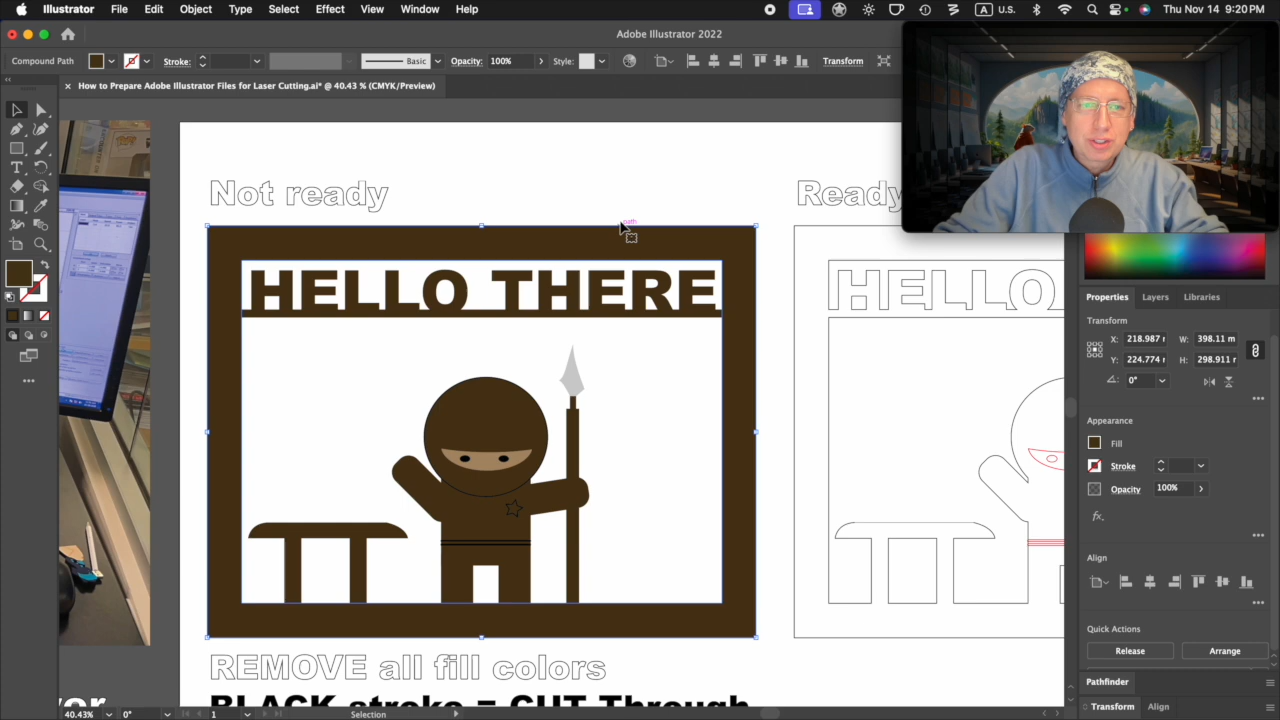 Illustrator File Edit Object Type Select Effect View Window Help
U.S. Thu Nov 14 9:20 PM
Adobe Illustrator 2022
Compound Path Stroke: Basic Opacity: 100% Style: Transform
× How to Prepare Adobe Illustrator Files for Laser Cutting.ai* @ 40.43 % (CMYK/Preview)
Not ready
Ready
path
HELLO THERE
HELLO
REMOVE all fill colors
BLACK stroke = CUT Through
Properties Layers Libraries
Transform
X: 218.987 r W: 398.11 m
Y: 224.774 r H: 298.911 r
0°
Appearance
Fill
Stroke
Opacity 100%
fx.
Align
Quick Actions
Release Arrange
Pathfinder
Transform Align
40.43% 0° 1 Selection